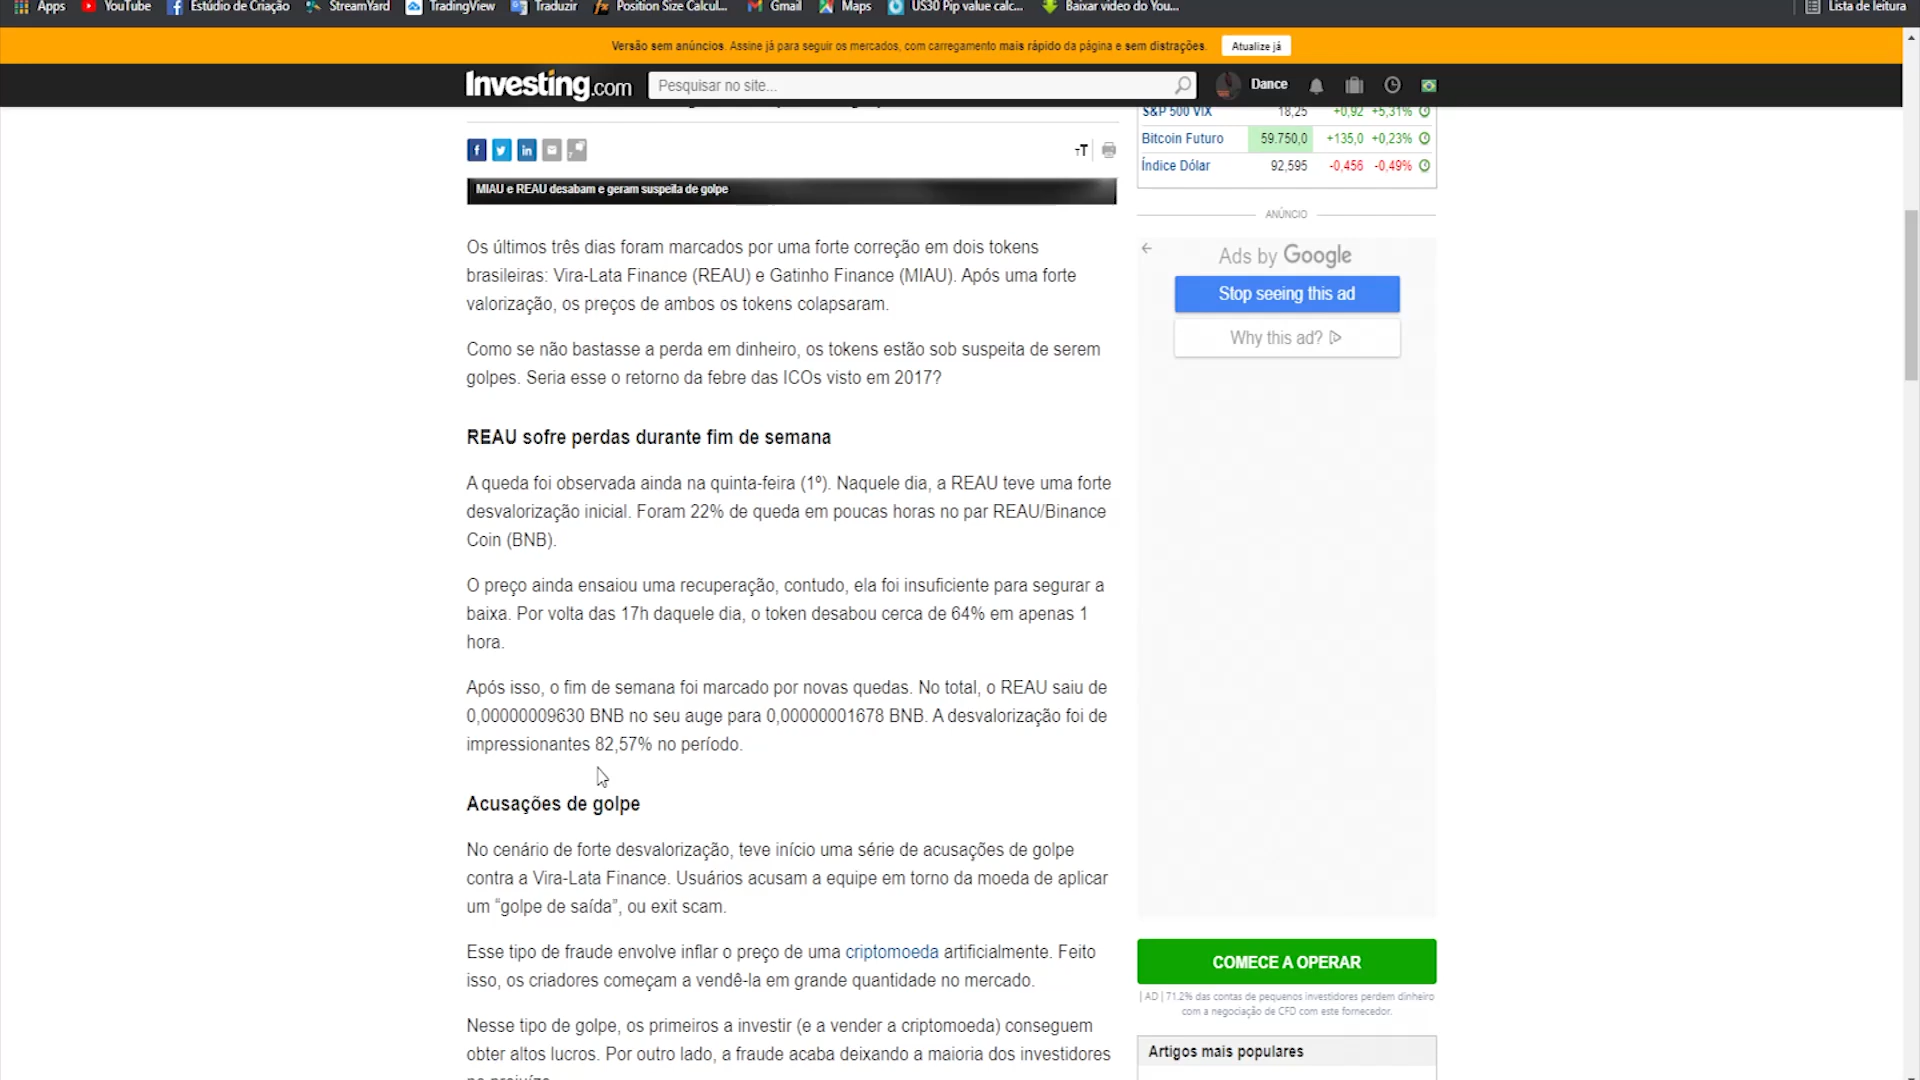 Apps YouTube Estúdio de Criação StreamYard TradingView Traduzir Position Size Calcul... Gmail Maps US30 Pip value calc... Baixar video do You... Lista de leitura
Versão sem anúncios. Assine já para seguir os mercados, com carregamento mais rápido da página e sem distrações. Atualize já
Investing.com Pesquisar no site... Dance
S&P 500 VIX 18,25 +0,92 +5,31%
Bitcoin Futuro 59.750,0 +135,0 +0,23%
Índice Dólar 92,595 -0,456 -0,49%
MIAU e REAU desabam e geram suspeita de golpe
Os últimos três dias foram marcados por uma forte correção em dois tokens
brasileiras: Vira-Lata Finance (REAU) e Gatinho Finance (MIAU). Após uma forte
valorização, os preços de ambos os tokens colapsaram.
Como se não bastasse a perda em dinheiro, os tokens estão sob suspeita de serem
golpes. Seria esse o retorno da febre das ICOs visto em 2017?
REAU sofre perdas durante fim de semana
A queda foi observada ainda na quinta-feira (1º). Naquele dia, a REAU teve uma forte
desvalorização inicial. Foram 22% de queda em poucas horas no par REAU/Binance
Coin (BNB).
O preço ainda ensaiou uma recuperação, contudo, ela foi insuficiente para segurar a
baixa. Por volta das 17h daquele dia, o token desabou cerca de 64% em apenas 1
hora.
Após isso, o fim de semana foi marcado por novas quedas. No total, o REAU saiu de
0,00000009630 BNB no seu auge para 0,00000001678 BNB. A desvalorização foi de
impressionantes 82,57% no período.
Acusações de golpe
No cenário de forte desvalorização, teve início uma série de acusações de golpe
contra a Vira-Lata Finance. Usuários acusam a equipe em torno da moeda de aplicar
um “golpe de saída”, ou exit scam.
Esse tipo de fraude envolve inflar o preço de uma criptomoeda artificialmente. Feito
isso, os criadores começam a vendê-la em grande quantidade no mercado.
Nesse tipo de golpe, os primeiros a investir (e a vender a criptomoeda) conseguem
obter altos lucros. Por outro lado, a fraude acaba deixando a maioria dos investidores
ANÚNCIO
Ads by Google
Stop seeing this ad
Why this ad?
COMECE A OPERAR
| AD | 71.2% das contas de pequenos investidores perdem dinheiro
com a negociação de CFD com este fornecedor.
Artigos mais populares